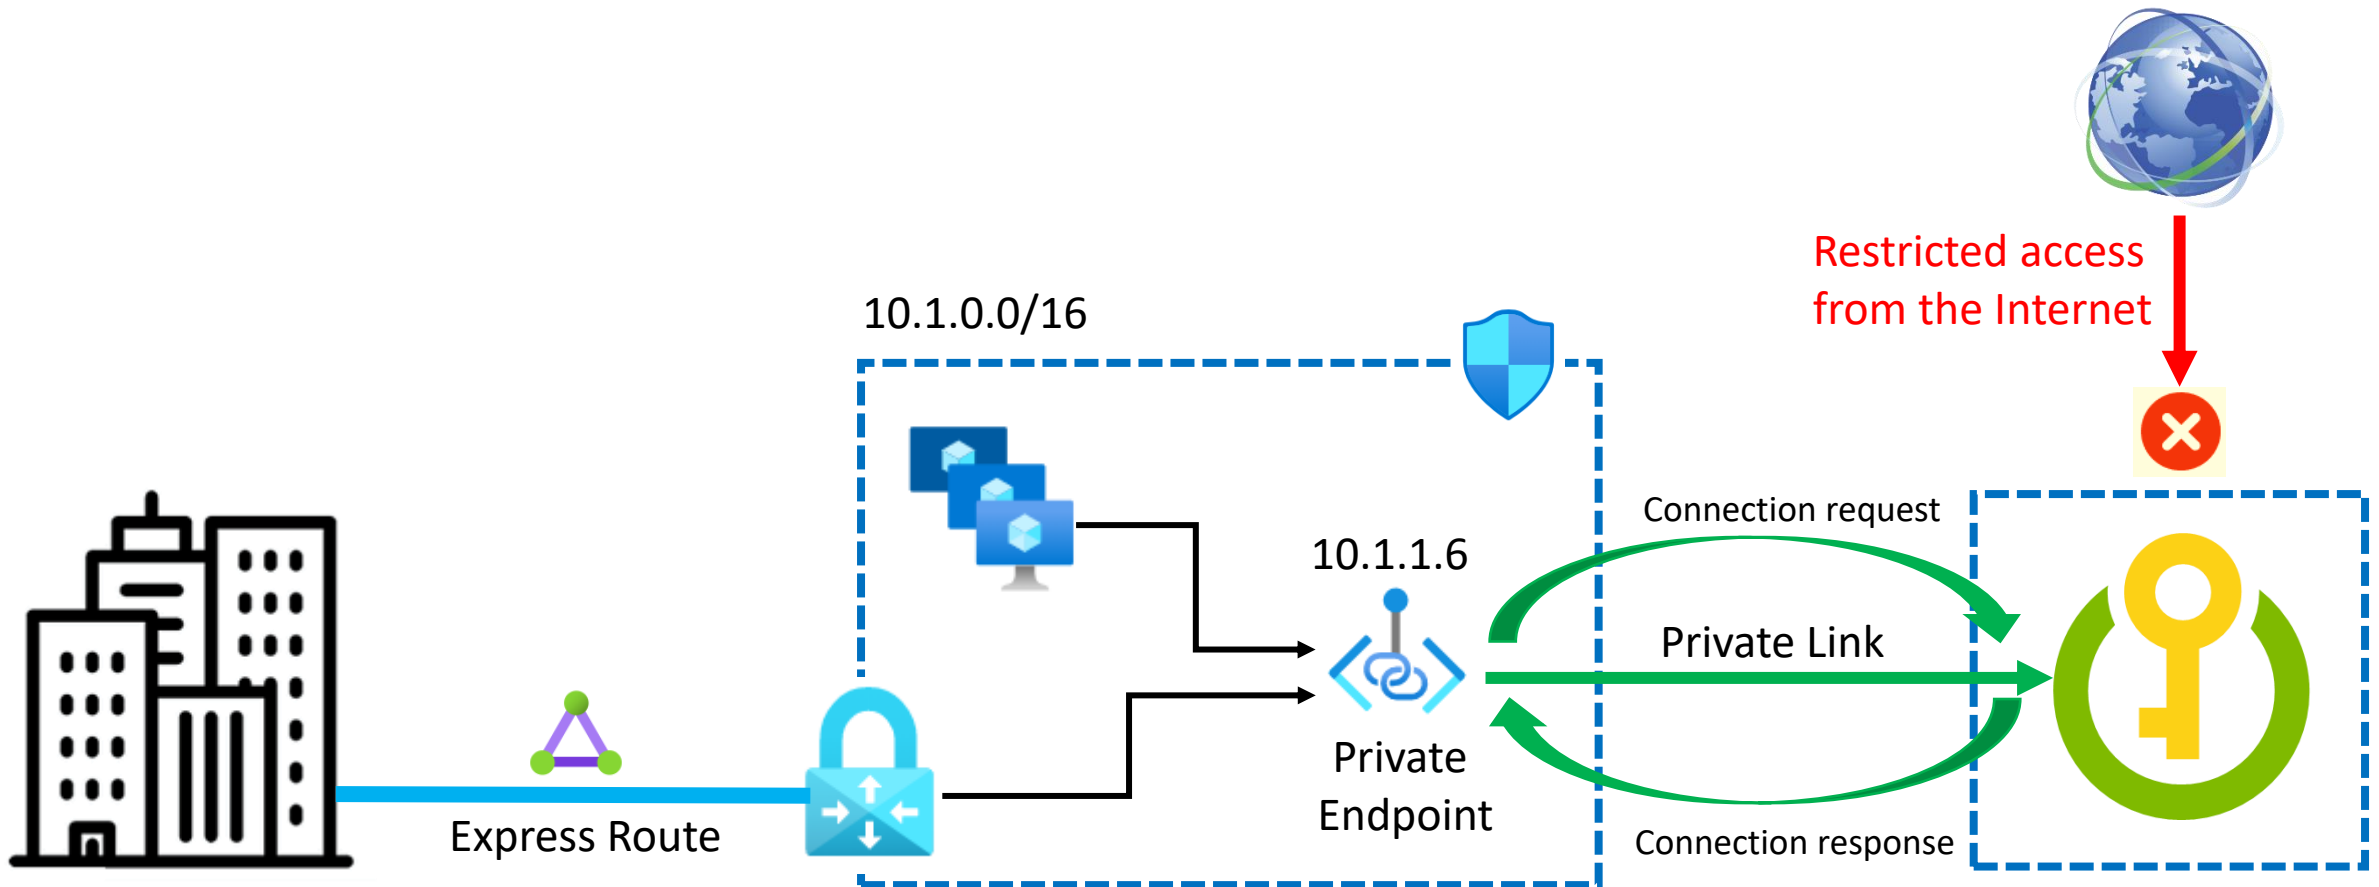 Restricted access
from the Internet
10.1.0.0/16
Connection request
10.1.1.6
Private Link
Private
Endpoint
Express Route
Connection response